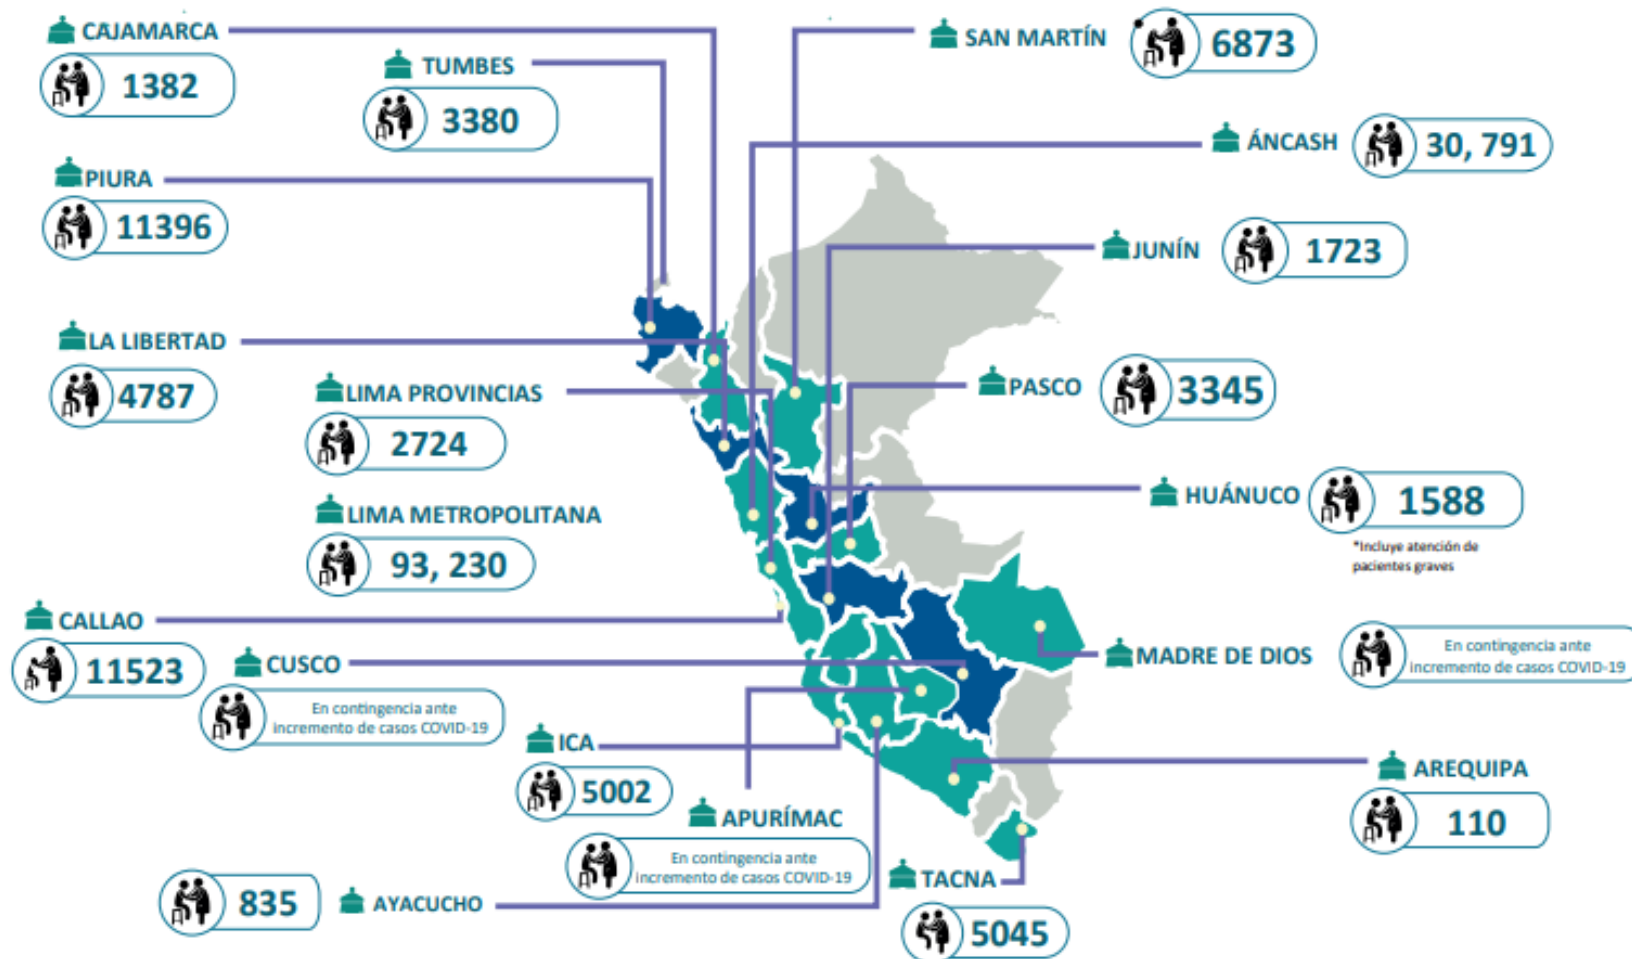 CAJAMARCA
1382
TUMBES
3380
SAN MARTÍN
6873
ÁNCASH
30, 791
PIURA
11396
JUNÍN
1723
LA LIBERTAD
4787
LIMA PROVINCIAS
2724
PASCO
3345
LIMA METROPOLITANA
93, 230
HUÁNUCO
1588
*Incluye atención de
pacientes graves
CALLAO
11523
CUSCO
En contingencia ante
incremento de casos COVID-19
MADRE DE DIOS
En contingencia ante
incremento de casos COVID-19
ICA
5002
APURÍMAC
En contingencia ante
incremento de casos COVID-19
AREQUIPA
110
TACNA
5045
835
AYACUCHO